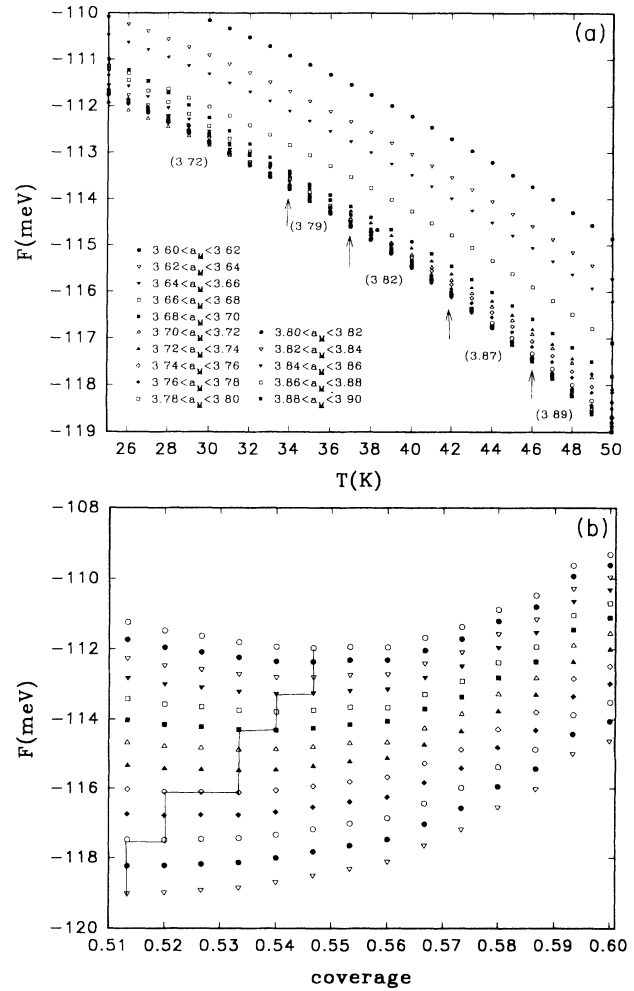 (a)
F(meV)
−110
−111
−112
−113
−114
−115
−116
−117
−118
−119
(3 72)
(3 79)
(3 82)
(3.87)
(3 89)
3 60<a_M<3 62
3 62<a_M<3 64
3 64<a_M<3 66
3 66<a_M<3 68
3 68<a_M<3 70
3 70<a_M<3.72
3 72<a_M<3.74
3 74<a_M<3 76
3 76<a_M<3 78
3.78<a_M<3 80
3.80<a_M<3 82
3.82<a_M<3 84
3 84<a_M<3 86
3.86<a_M<3.88
3.88<a_M<3 90
26 28 30 32 34 36 38 40 42 44 46 48 50
T(K)
(b)
F(meV)
−108
−110
−112
−114
−116
−118
−120
0.51 0.52 0.53 0.54 0.55 0.56 0.57 0.58 0.59 0.60
coverage